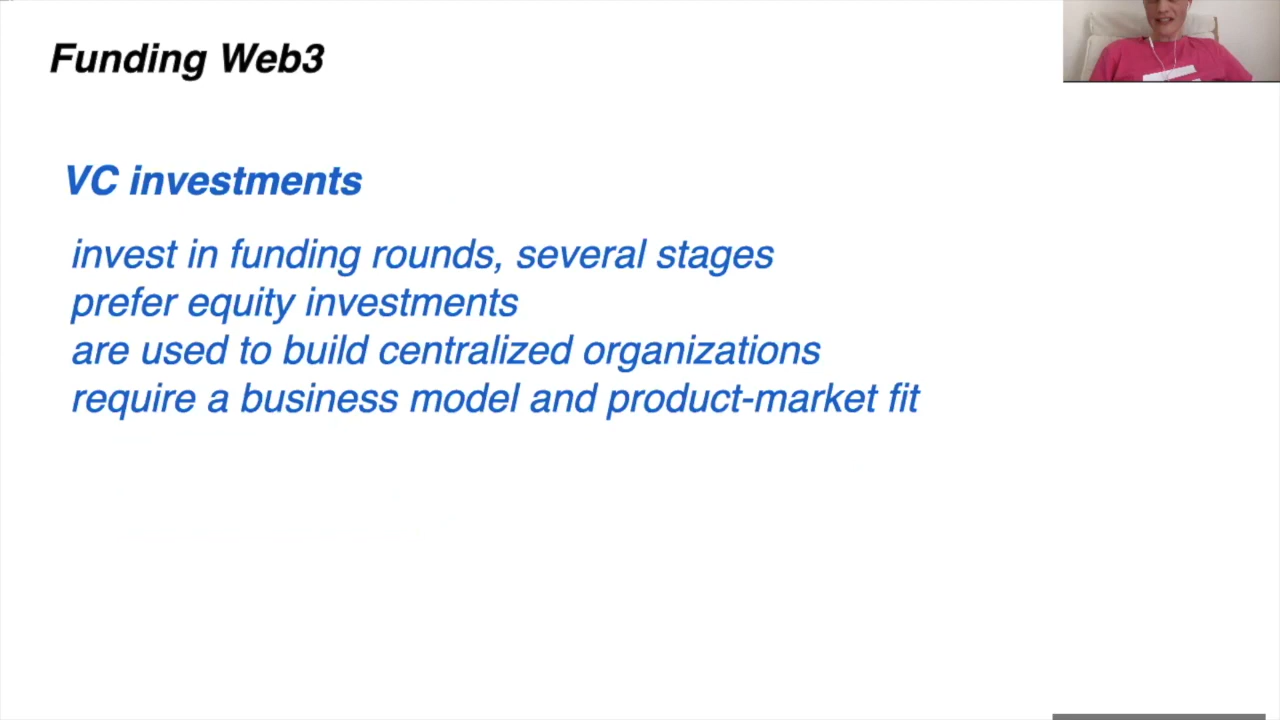 Funding Web3
VC investments
invest in funding rounds, several stages
prefer equity investments
are used to build centralized organizations
require a business model and product-market fit